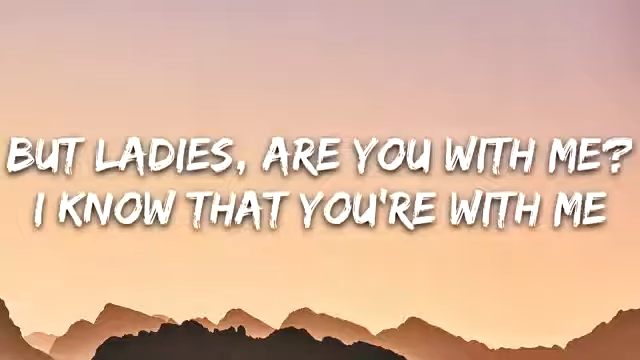 BUT LADIES, ARE YOU WITH ME?
I KNOW THAT YOU'RE WITH ME